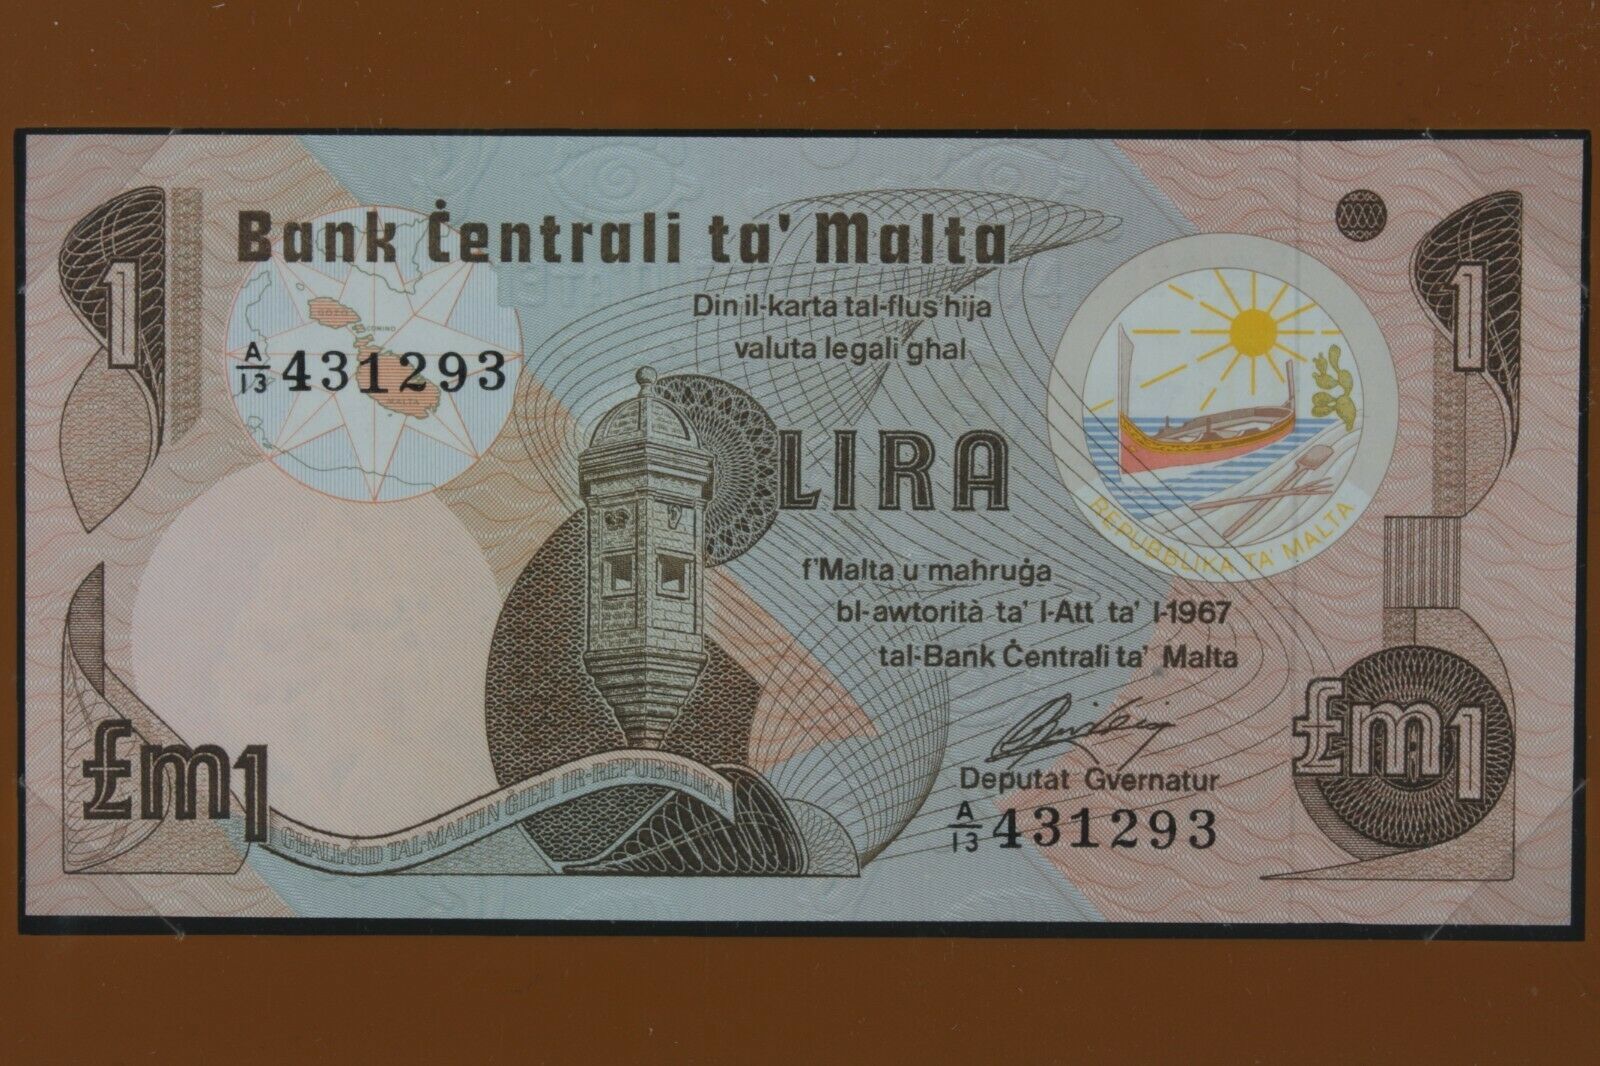 Bank Ċentrali ta' Malta
1
1
Din il-karta tal-flus hija
valuta legali għal
GOZO
COMINO
MALTA
A/13 431293
LIRA
REPUBBLIKA TA' MALTA
f'Malta u maħruġa
bl-awtorità ta' l-Att ta' l-1967
tal-Bank Ċentrali ta' Malta
Deputat Gvernatur
A/13 431293
£m1
£m1
GĦALL-ĠID TAL-MALTIN ĠIEĦ IR-REPUBBLIKA